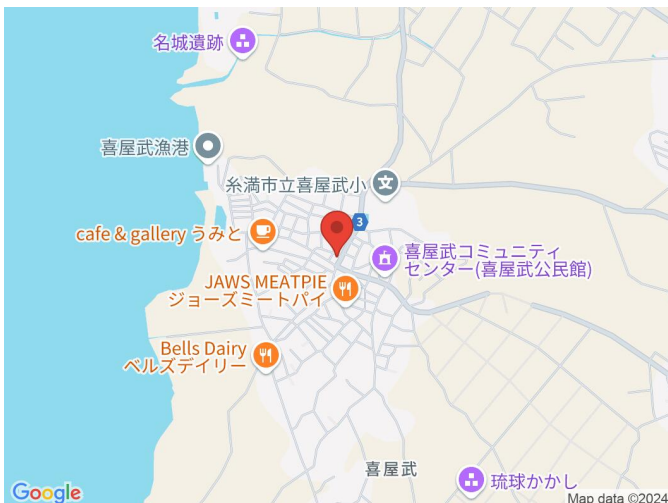 名城遺跡
喜屋武漁港
糸満市立喜屋武小
3
cafe & gallery うみと
喜屋武コミュニティ
センター(喜屋武公民館)
JAWS MEATPIE
ジョーズミートパイ
Bells Dairy
ベルズデイリー
喜屋武
琉球かかし
Google
Map data ©2024